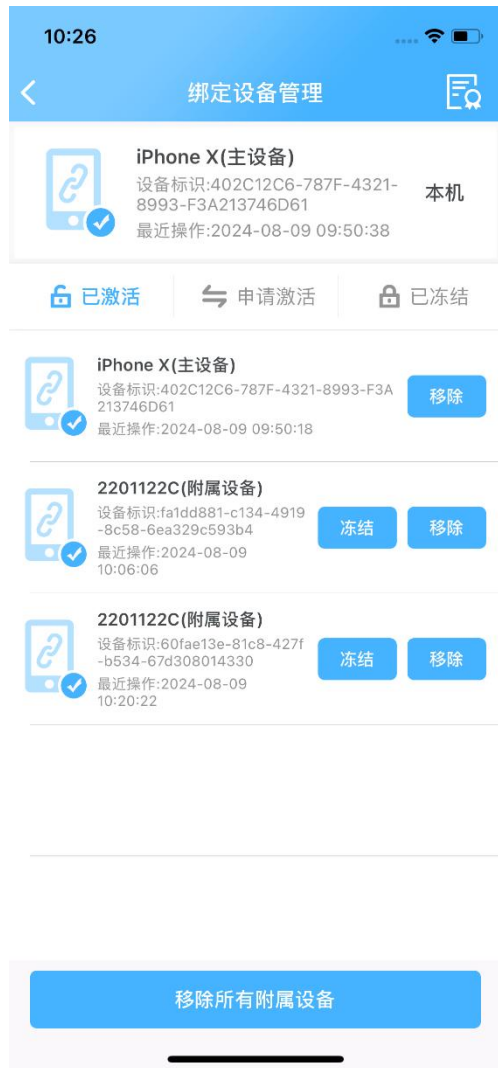 10:26
绑定设备管理
iPhone X(主设备)
设备标识:402C12C6-787F-4321-
8993-F3A213746D61
最近操作:2024-08-09 09:50:38
本机
已激活
申请激活
已冻结
iPhone X(主设备)
设备标识:402C12C6-787F-4321-8993-F3A
213746D61
最近操作:2024-08-09 09:50:18
移除
2201122C(附属设备)
设备标识:fa1dd881-c134-4919
-8c58-6ea329c593b4
最近操作:2024-08-09
10:06:06
冻结
移除
2201122C(附属设备)
设备标识:60fae13e-81c8-427f
-b534-67d308014330
最近操作:2024-08-09
10:20:22
冻结
移除
移除所有附属设备